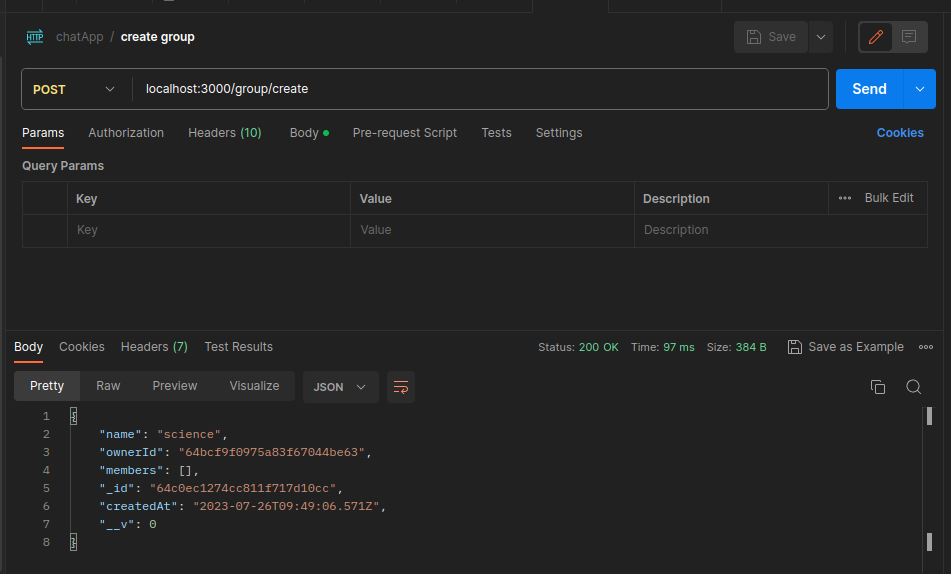 HTTP chatApp / create group Save
POST localhost:3000/group/create Send
Params Authorization Headers (10) Body Pre-request Script Tests Settings Cookies
Query Params
Key Value Description Bulk Edit
Key Value Description
Body Cookies Headers (7) Test Results Status: 200 OK Time: 97 ms Size: 384 B Save as Example
Pretty Raw Preview Visualize JSON
1 {
2 "name": "science",
3 "ownerId": "64bcf9f0975a83f67044be63",
4 "members": [],
5 "_id": "64c0ec1274cc811f717d10cc",
6 "createdAt": "2023-07-26T09:49:06.571Z",
7 "__v": 0
8 }